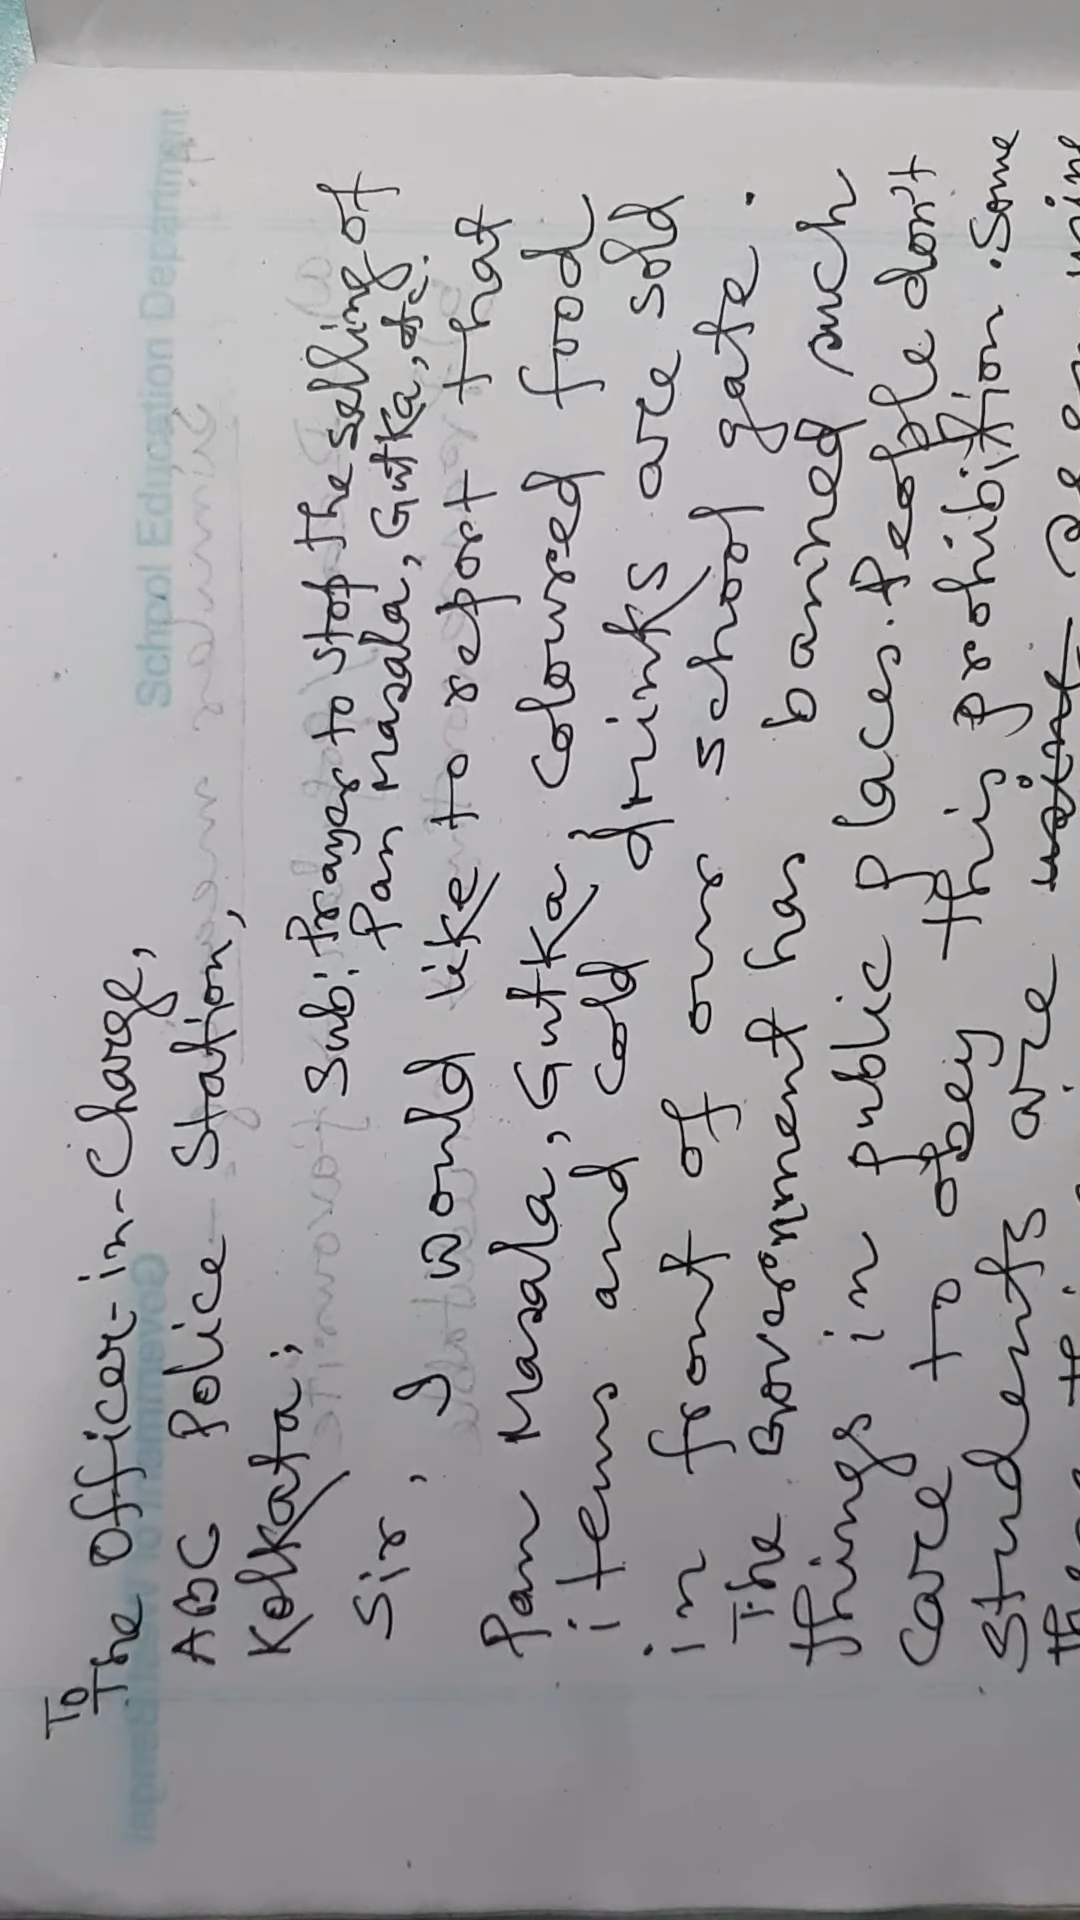 To
The Officer-in-Charge,
ABC Police Station,
Kolkata;
Sub: Prayer to stop the selling of
Pan Masala, Gutka, etc.
Sir, I would like to report that
Pan Masala, Gutka, coloured food
items and cold drinks are sold
in front of our school gate.
The Government has banned such
things in public places. People don't
care to obey this prohibition. Some
students are
School Education Department